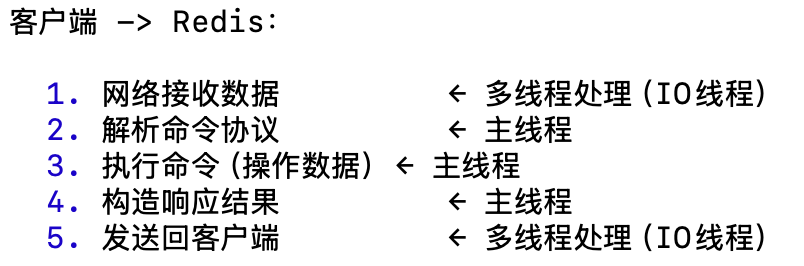 客户端 -> Redis:
1. 网络接收数据 ← 多线程处理(IO线程)
2. 解析命令协议 ← 主线程
3. 执行命令(操作数据) ← 主线程
4. 构造响应结果 ← 主线程
5. 发送回客户端 ← 多线程处理(IO线程)